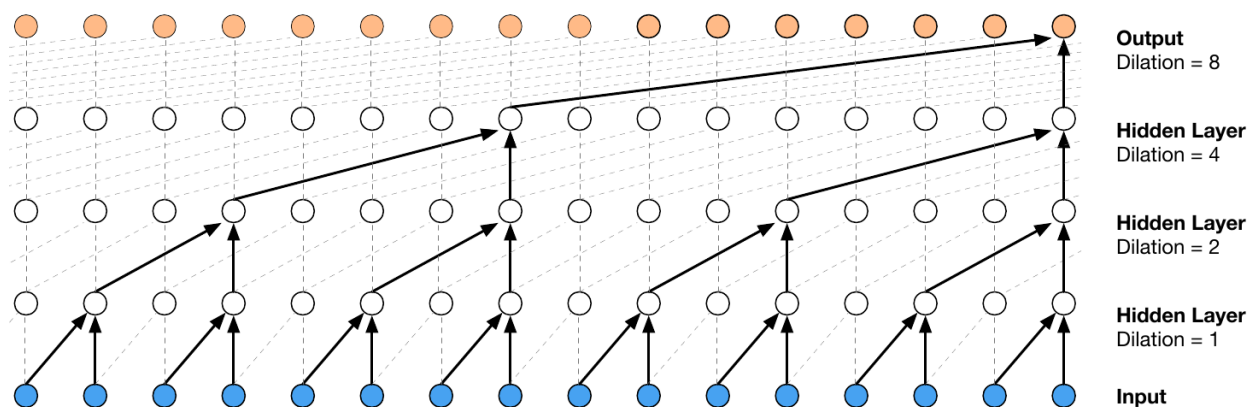 Output
Dilation = 8
Hidden Layer
Dilation = 4
Hidden Layer
Dilation = 2
Hidden Layer
Dilation = 1
Input